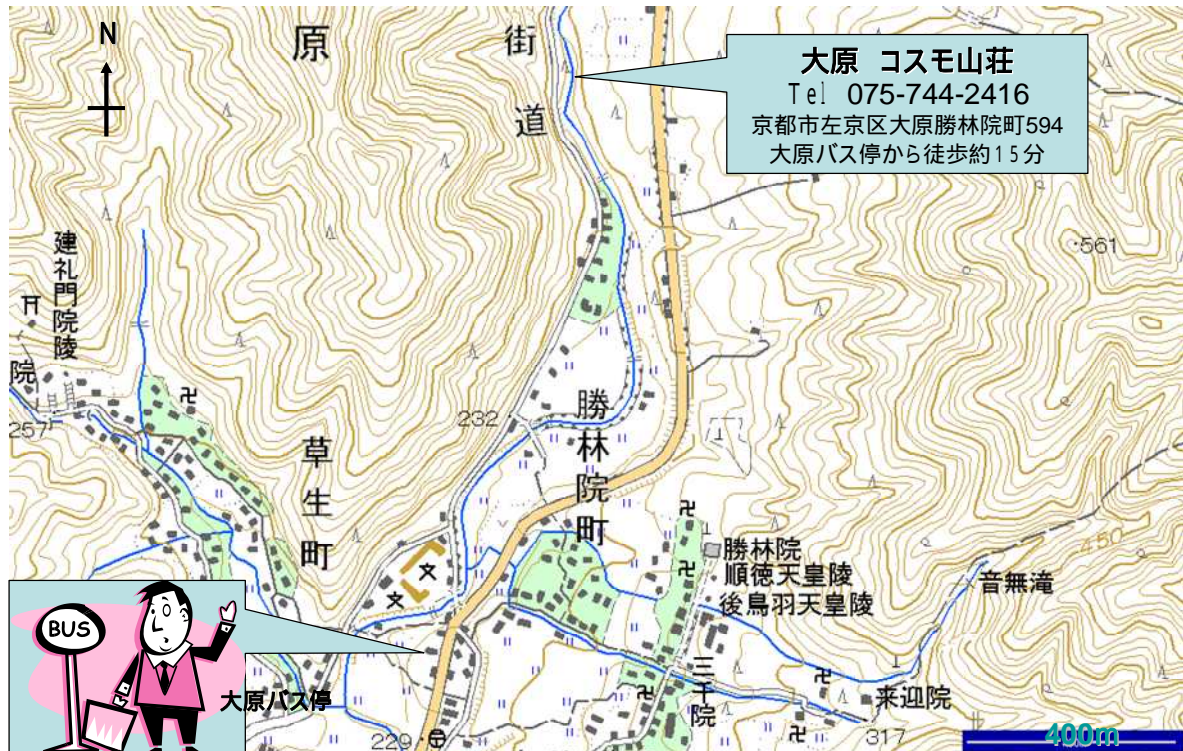 N
原
街道
大原 コスモ山荘
Tel 075-744-2416
京都市左京区大原勝林院町594
大原バス停から徒歩約15分
建礼門院陵
561
院
257
232
勝林院町
草生町
勝林院
順徳天皇陵
後鳥羽天皇陵
450
音無滝
文
文
BUS
大原バス停
三千院
来迎院
229
317
400m